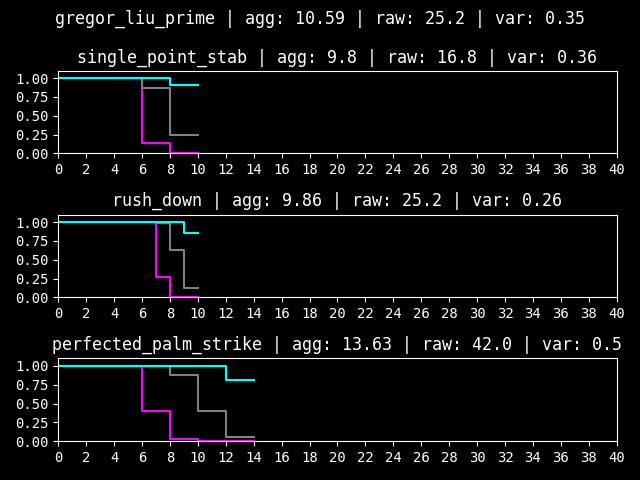 gregor_liu_prime | agg: 10.59 | raw: 25.2 | var: 0.35
single_point_stab | agg: 9.8 | raw: 16.8 | var: 0.36
1.00
0.75
0.50
0.25
0.00
0 2 4 6 8 10 12 14 16 18 20 22 24 26 28 30 32 34 36 38 40
rush_down | agg: 9.86 | raw: 25.2 | var: 0.26
1.00
0.75
0.50
0.25
0.00
0 2 4 6 8 10 12 14 16 18 20 22 24 26 28 30 32 34 36 38 40
perfected_palm_strike | agg: 13.63 | raw: 42.0 | var: 0.5
1.00
0.75
0.50
0.25
0.00
0 2 4 6 8 10 12 14 16 18 20 22 24 26 28 30 32 34 36 38 40